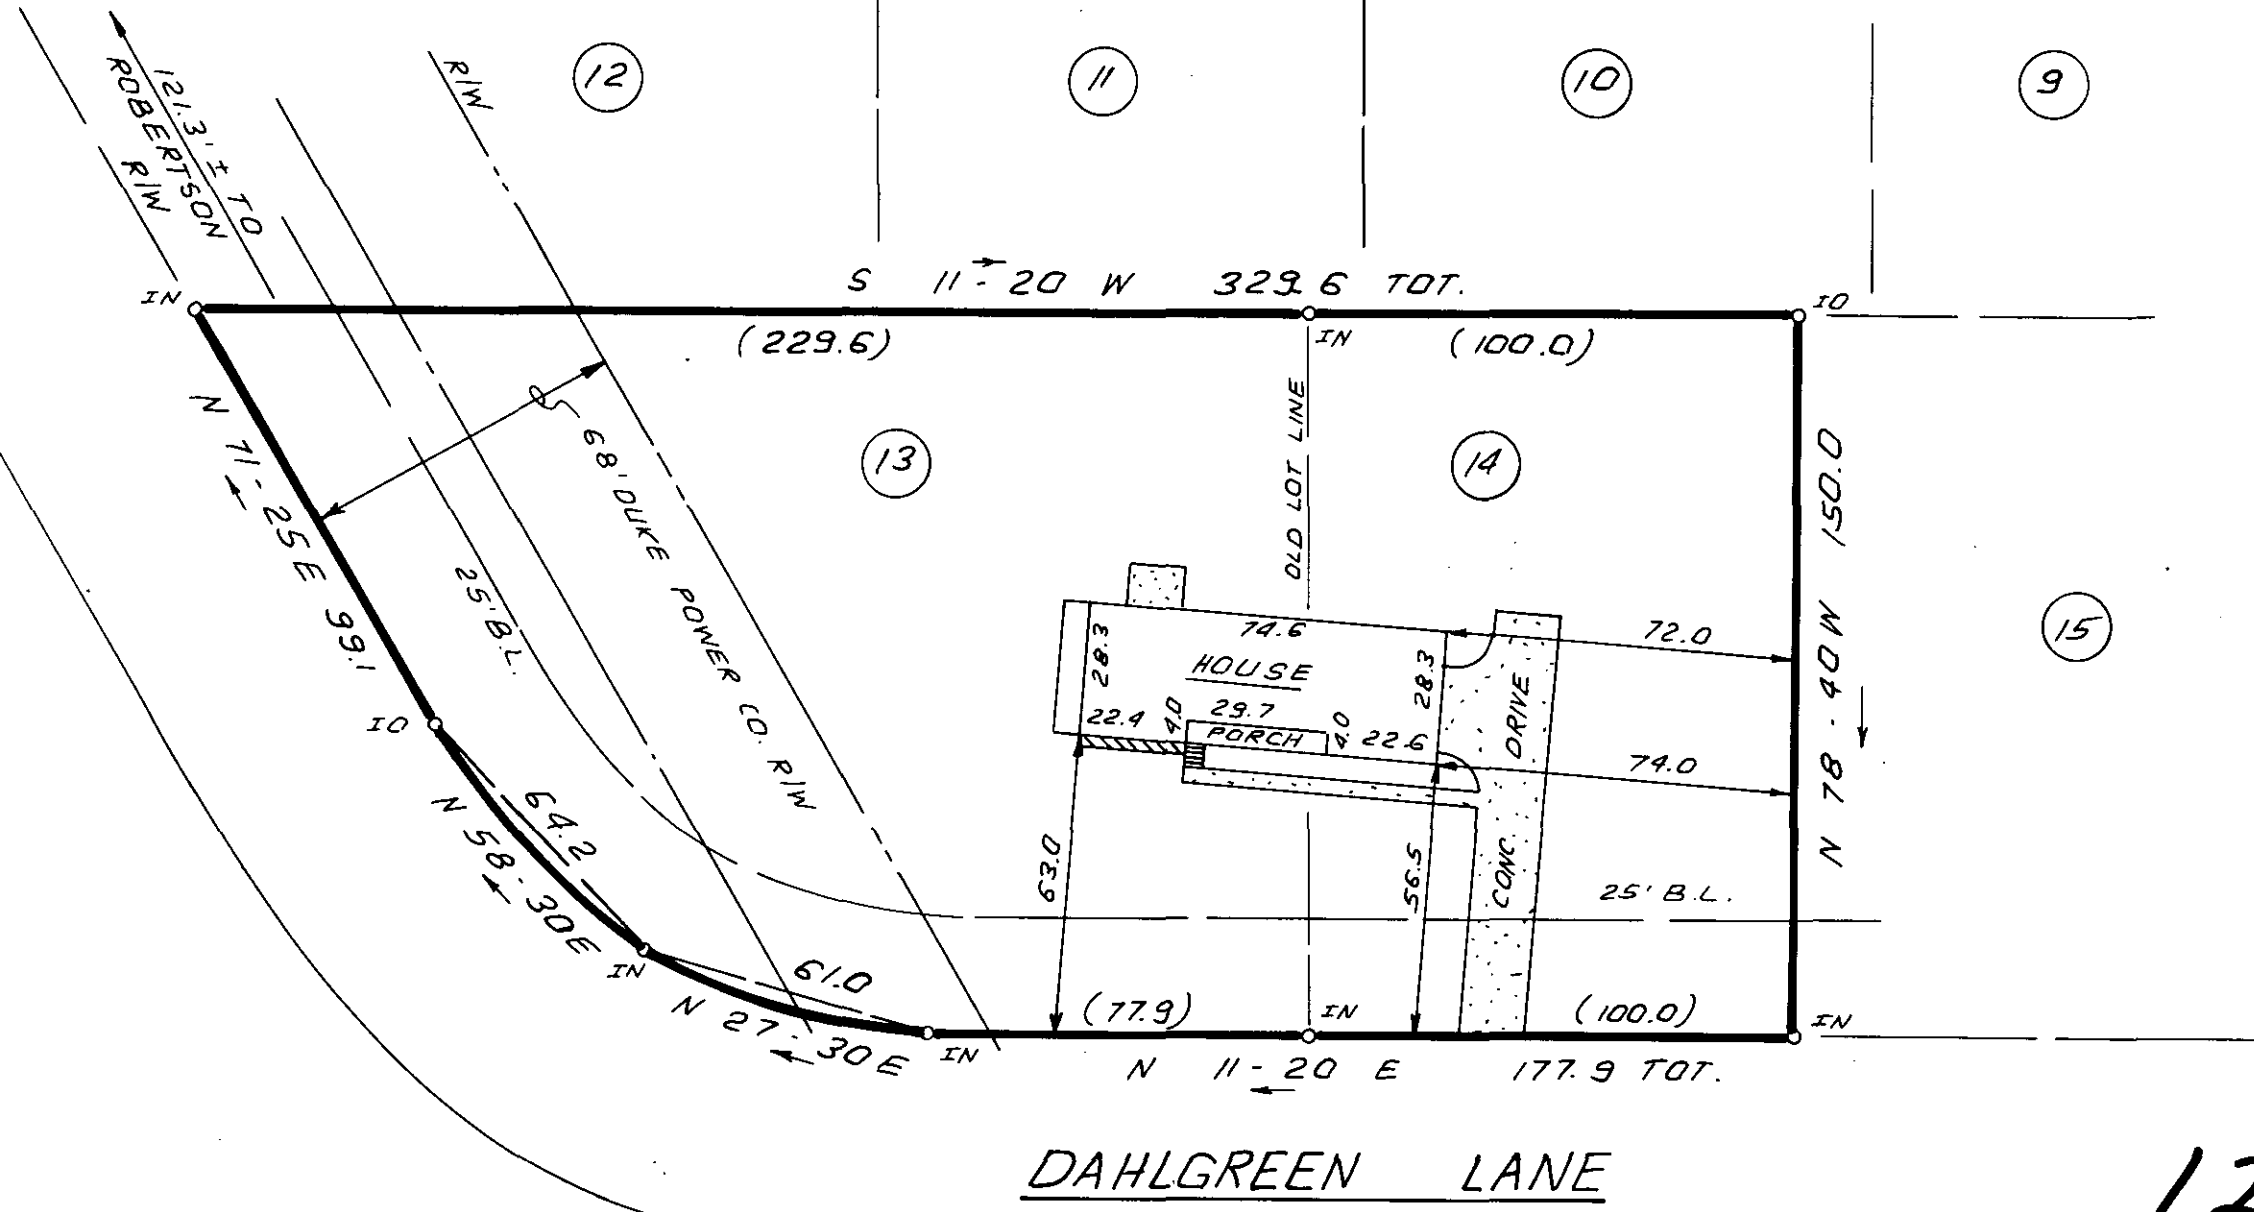 12
11
10
9
R/W
121.3'± TO
ROBERTSON
R/W
S 11-20 W 329.6 TOT.
IN
IO
(229.6)
IN
(100.0)
N 71-25E 99.1
68' DUKE POWER CO. R/W
25' B.L.
13
OLD LOT LINE
14
N 78-40W 150.0
15
74.6
72.0
28.3
HOUSE
28.3
22.4
4.0
29.7
PORCH
4.0
22.6
DRIVE
CONC.
74.0
IO
64.2
N 58-30E
63.0
56.5
25' B.L.
IN
61.0
N 27-30E
IN
(77.9)
IN
(100.0)
IN
N 11-20 E 177.9 TOT.
DAHLGREEN LANE